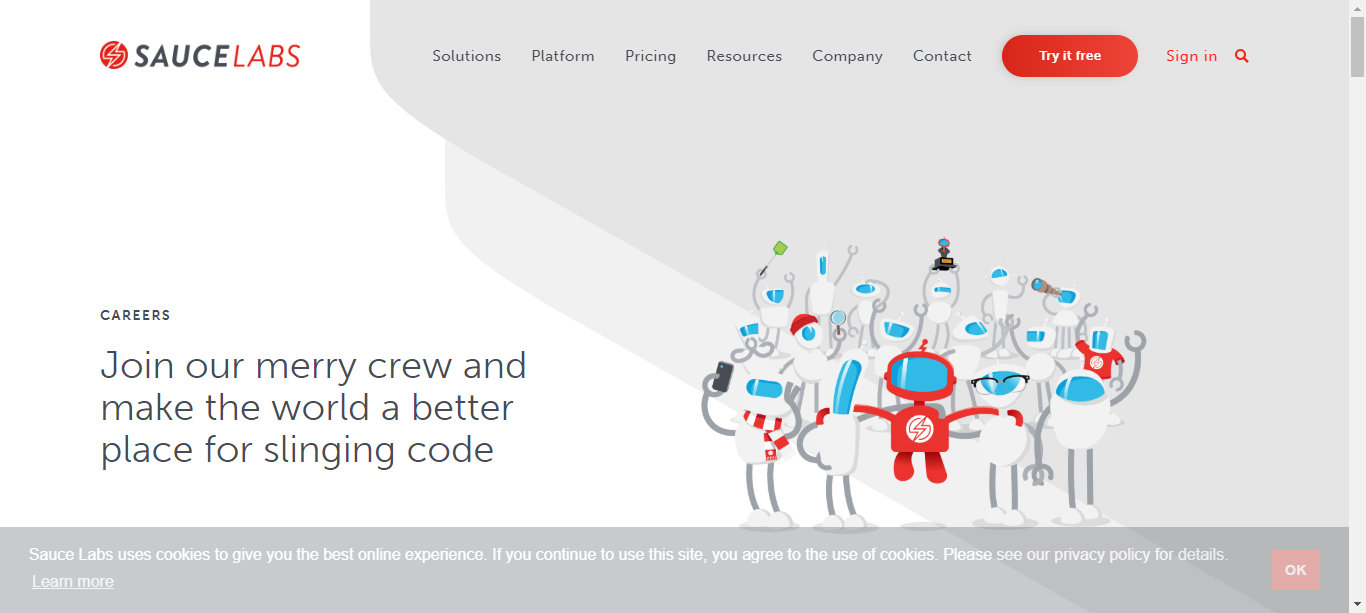 SAUCE LABS
Solutions
Platform
Pricing
Resources
Company
Contact
Try it free
Sign in
CAREERS
Join our merry crew and
make the world a better
place for slinging code
Sauce Labs uses cookies to give you the best online experience. If you continue to use this site, you agree to the use of cookies. Please see our privacy policy for details.
Learn more
OK